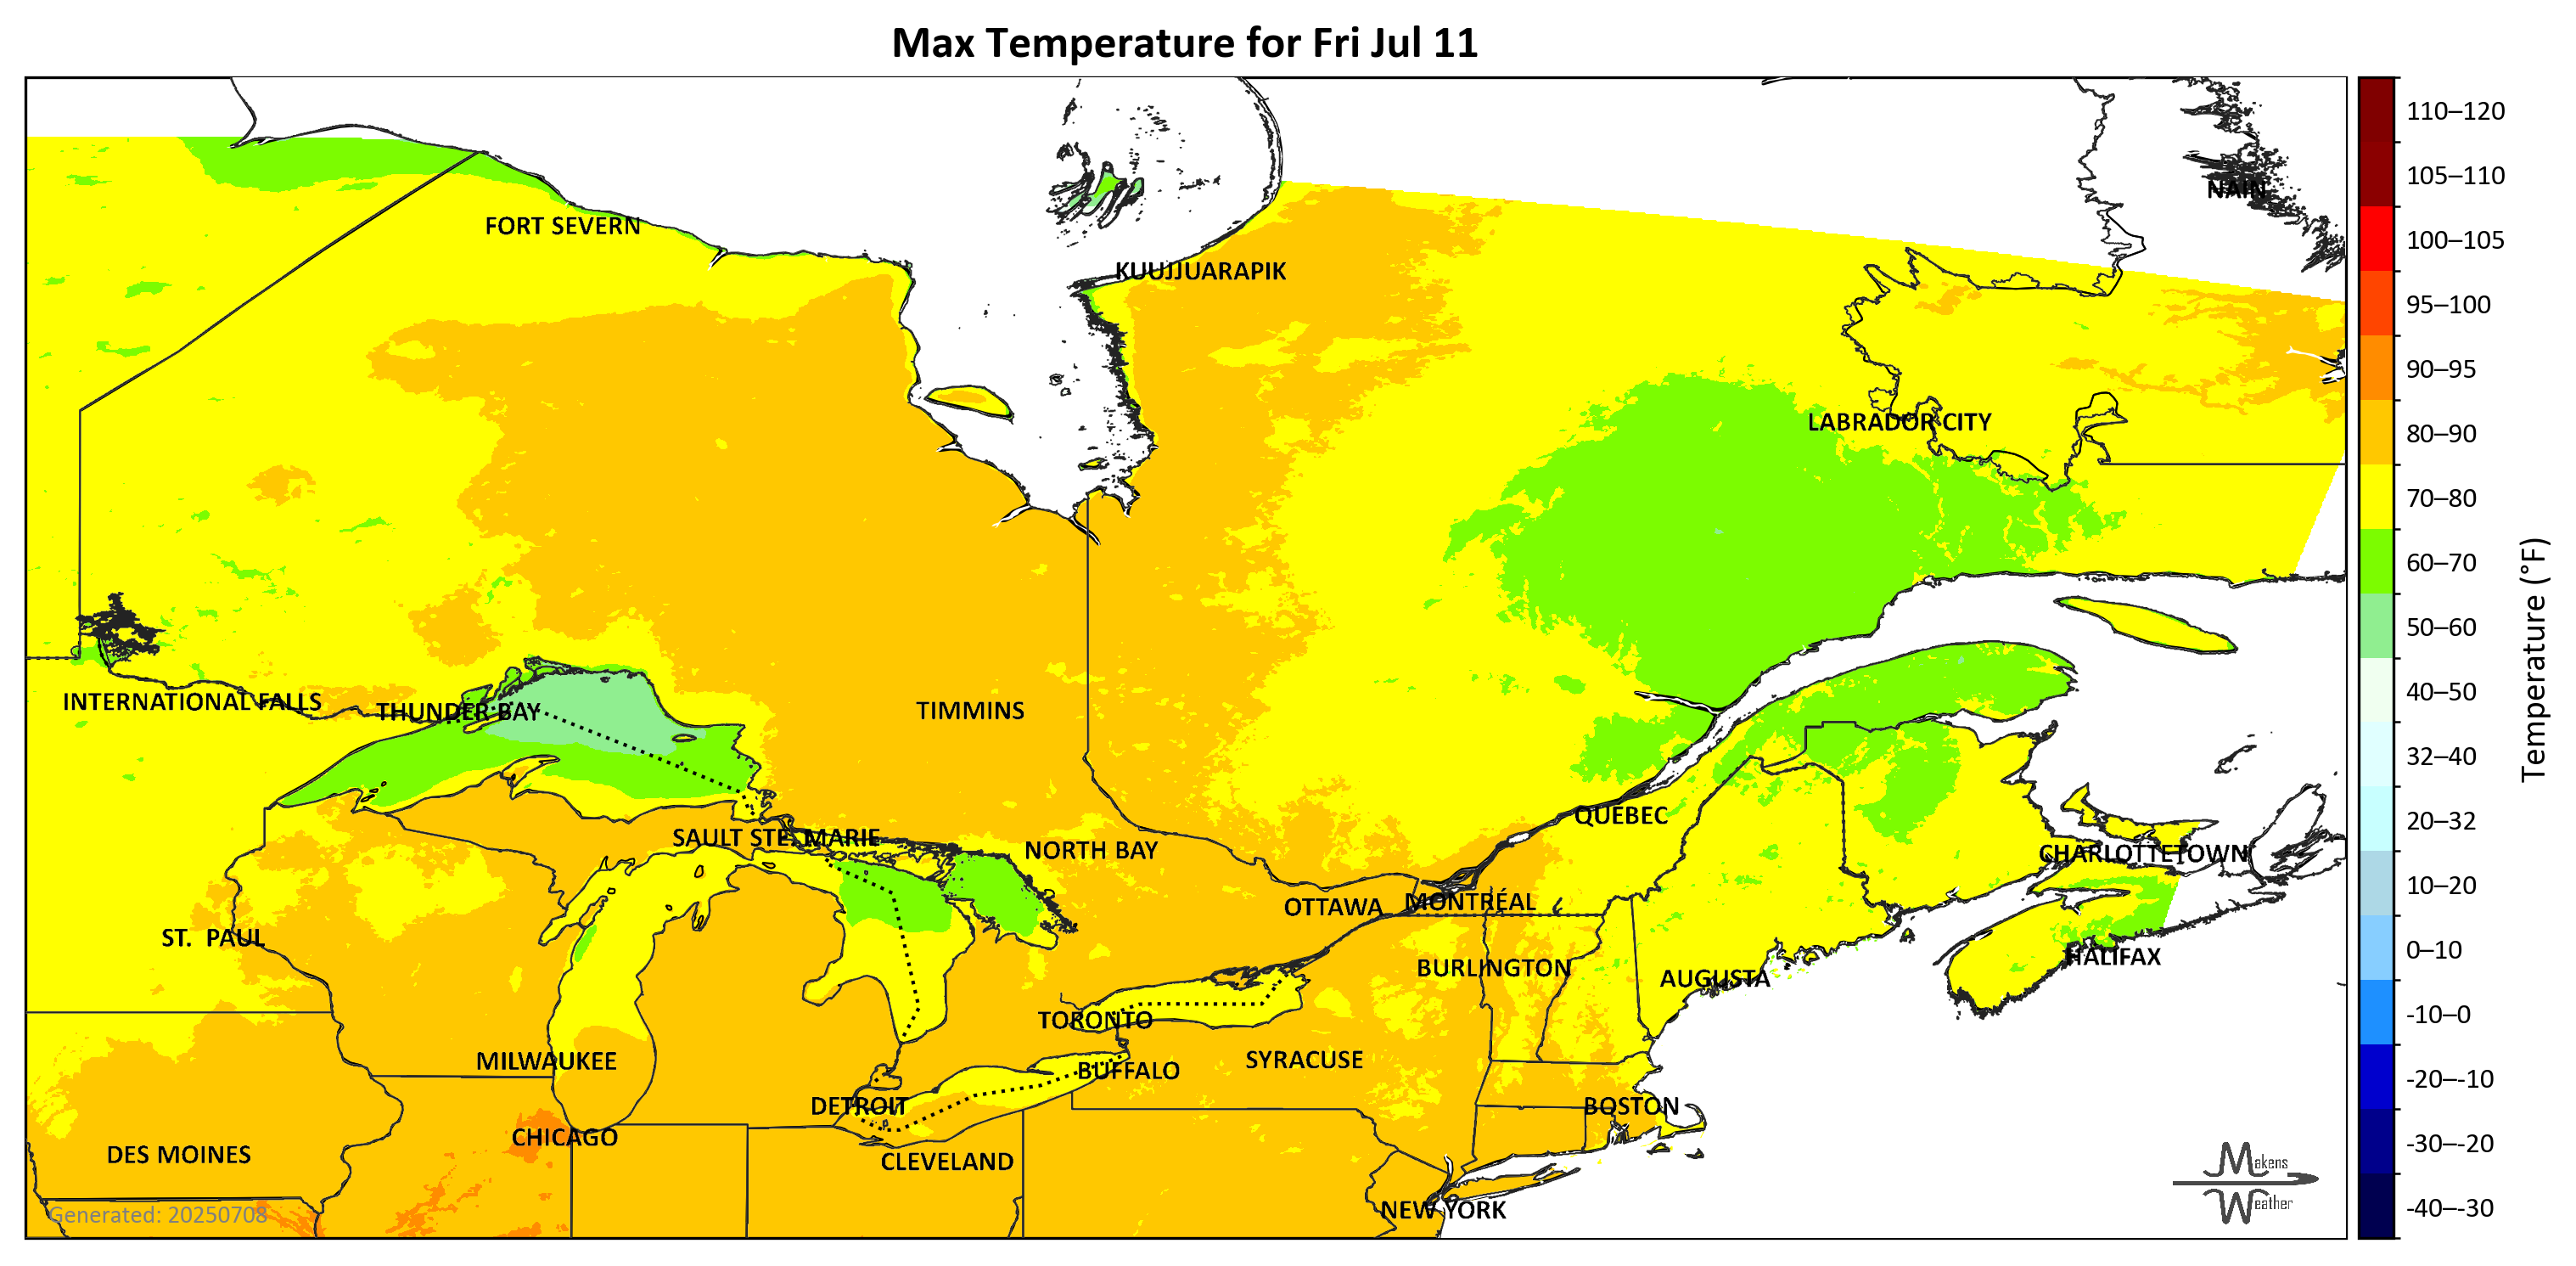 Max Temperature for Fri Jul 11
NAIN
FORT SEVERN
KUUJJUARAPIK
LABRADOR CITY
INTERNATIONAL FALLS
THUNDER BAY
TIMMINS
QUÉBEC
SAULT STE. MARIE
NORTH BAY
CHARLOTTETOWN
OTTAWA
MONTRÉAL
ST. PAUL
HALIFAX
BURLINGTON
AUGUSTA
TORONTO
MILWAUKEE
SYRACUSE
BUFFALO
DETROIT
BOSTON
CHICAGO
DES MOINES
CLEVELAND
NEW YORK
Generated: 20250708
Makens
Weather
110–120
105–110
100–105
95–100
90–95
80–90
70–80
60–70
50–60
40–50
32–40
20–32
10–20
0–10
-10–0
-20–-10
-30–-20
-40–-30
Temperature (°F)